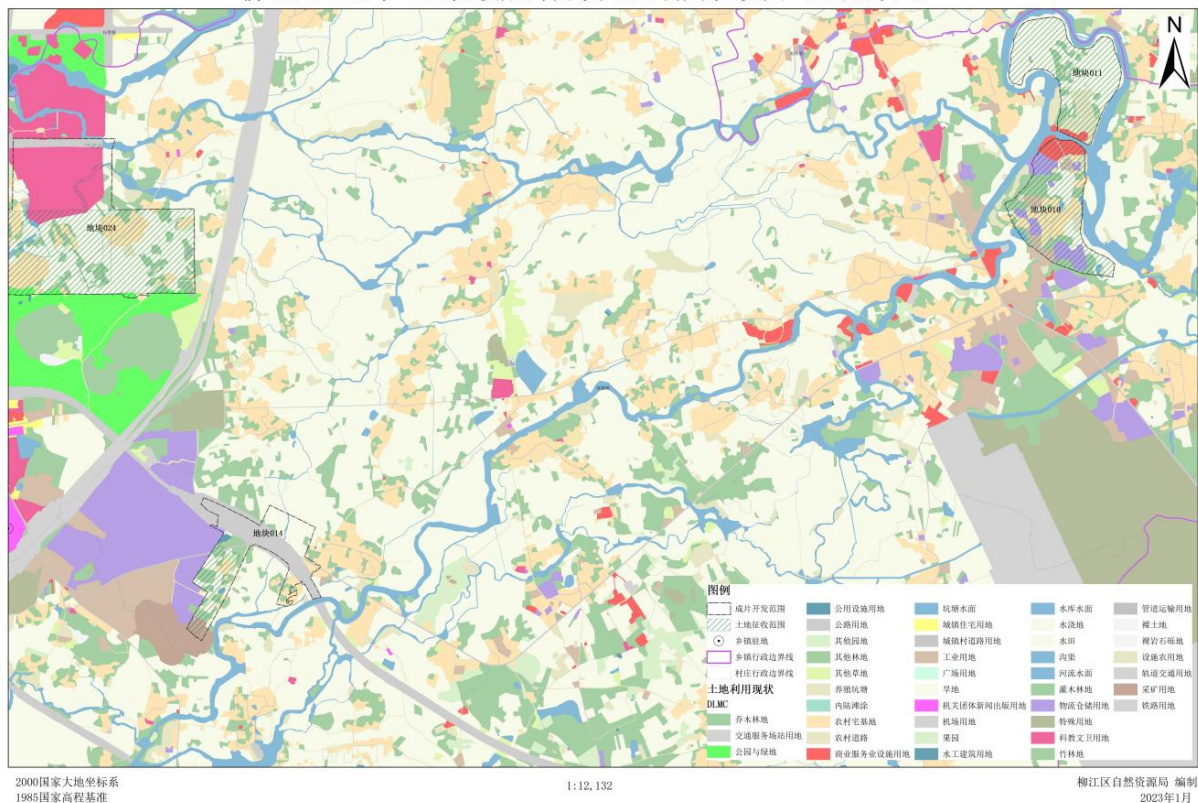 N
地块011
地块010
地块024
地块014
图例
成片开发范围
土地征收范围
乡镇驻地
乡镇行政边界线
村庄行政边界线
土地利用现状
DLMC
乔木林地
交通服务场站用地
公园与绿地
公用设施用地
公路用地
其他园地
其他林地
其他草地
养殖坑塘
内陆滩涂
农村宅基地
农村道路
商业服务业设施用地
坑塘水面
城镇住宅用地
城镇村道路用地
工业用地
广场用地
旱地
机关团体新闻出版用地
机场用地
果园
水工建筑用地
水库水面
水浇地
水田
沟渠
河流水面
灌木林地
物流仓储用地
特殊用地
科教文卫用地
竹林地
管道运输用地
裸土地
裸岩石砾地
设施农用地
轨道交通用地
采矿用地
铁路用地
2000国家大地坐标系
1985国家高程基准
1:12,132
柳江区自然资源局 编制
2023年1月